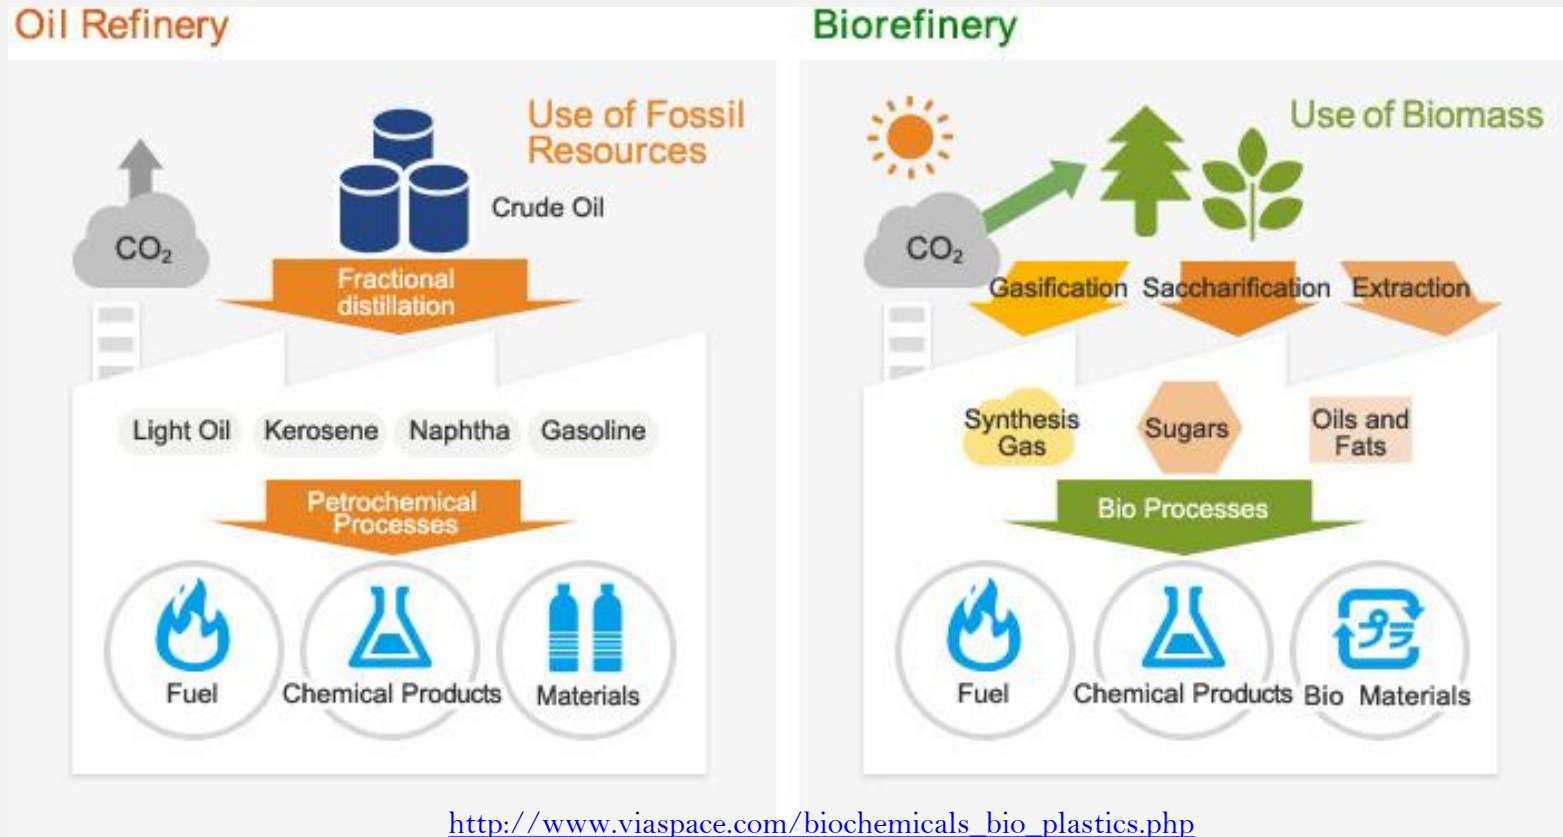 Oil Refinery
Use of Fossil
Resources
Crude Oil
CO₂
Fractional
distillation
Light Oil
Kerosene
Naphtha
Gasoline
Petrochemical
Processes
Fuel
Chemical Products
Materials
Biorefinery
Use of Biomass
CO₂
Gasification
Saccharification
Extraction
Synthesis
Gas
Sugars
Oils and
Fats
Bio Processes
プラ
Fuel
Chemical Products
Bio Materials
http://www.viaspace.com/biochemicals_bio_plastics.php